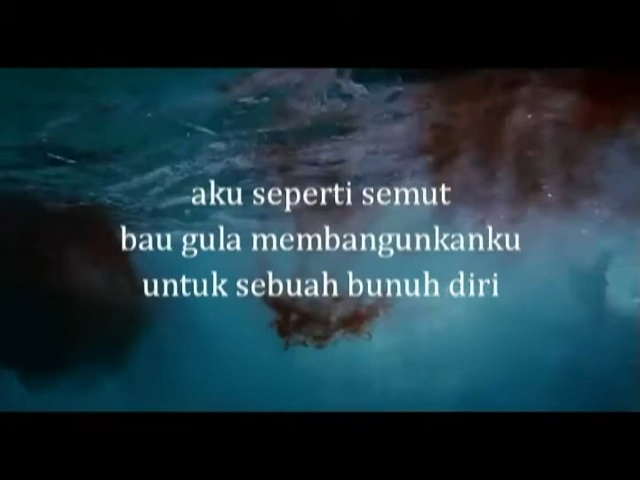 aku seperti semut
bau gula membangunkanku
untuk sebuah bunuh diri